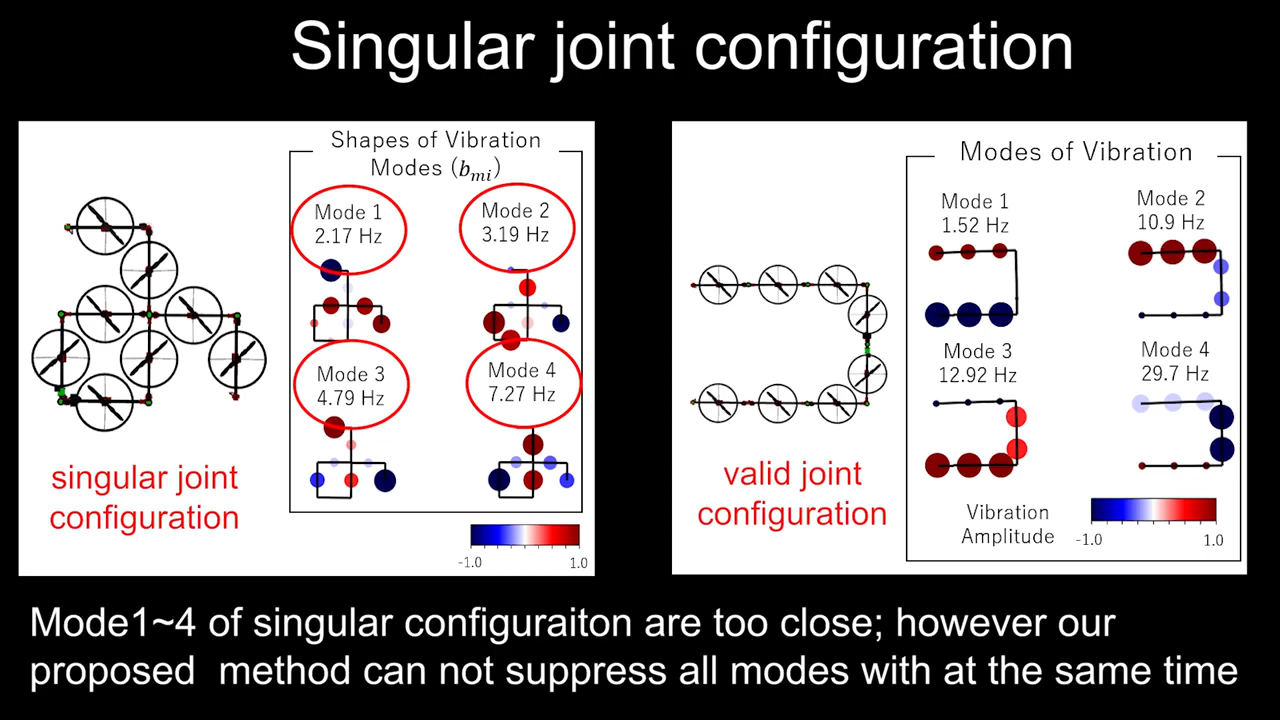 Singular joint configuration
Shapes of Vibration
Modes (b_mi)
Mode 1
2.17 Hz
Mode 2
3.19 Hz
Mode 3
4.79 Hz
Mode 4
7.27 Hz
singular joint
configuration
-1.0
1.0
Modes of Vibration
Mode 1
1.52 Hz
Mode 2
10.9 Hz
Mode 3
12.92 Hz
Mode 4
29.7 Hz
valid joint
configuration
Vibration
Amplitude
-1.0
1.0
Mode1~4 of singular configuraiton are too close; however our
proposed method can not suppress all modes with at the same time